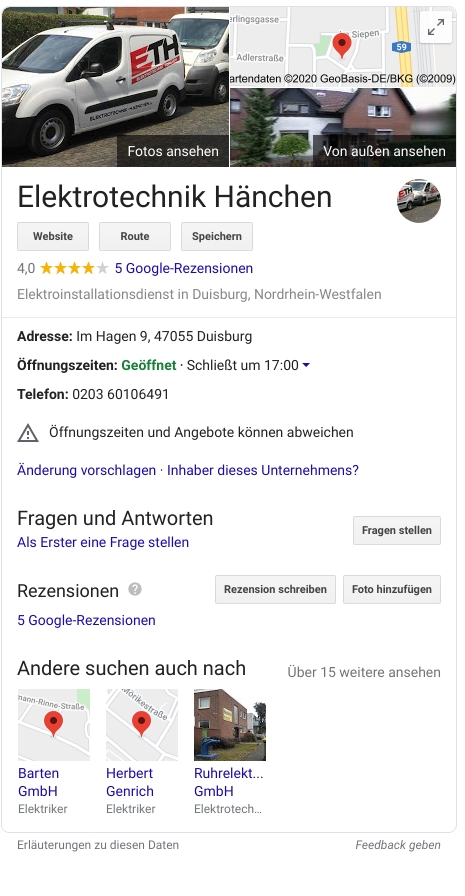 ETH
ELEKTROTECHNIK HÄNCHEN
ELEKTROTECHNIK-HAENCHEN.de
Fotos ansehen
erlingsgasse
Im Siepen
Adlerstraße
59
artendaten ©2020 GeoBasis-DE/BKG (©2009)
Von außen ansehen
Elektrotechnik Hänchen
Website
Route
Speichern
4,0 5 Google-Rezensionen
Elektroinstallationsdienst in Duisburg, Nordrhein-Westfalen
Adresse: Im Hagen 9, 47055 Duisburg
Öffnungszeiten: Geöffnet · Schließt um 17:00
Telefon: 0203 60106491
Öffnungszeiten und Angebote können abweichen
Änderung vorschlagen · Inhaber dieses Unternehmens?
Fragen und Antworten
Fragen stellen
Als Erster eine Frage stellen
Rezensionen
Rezension schreiben
Foto hinzufügen
5 Google-Rezensionen
Andere suchen auch nach
Über 15 weitere ansehen
mann-Rinne-Straße
Mörikestraße
Barten
GmbH
Elektriker
Herbert
Genrich
Elektriker
Ruhrelekt...
GmbH
Elektrotech...
Erläuterungen zu diesen Daten
Feedback geben